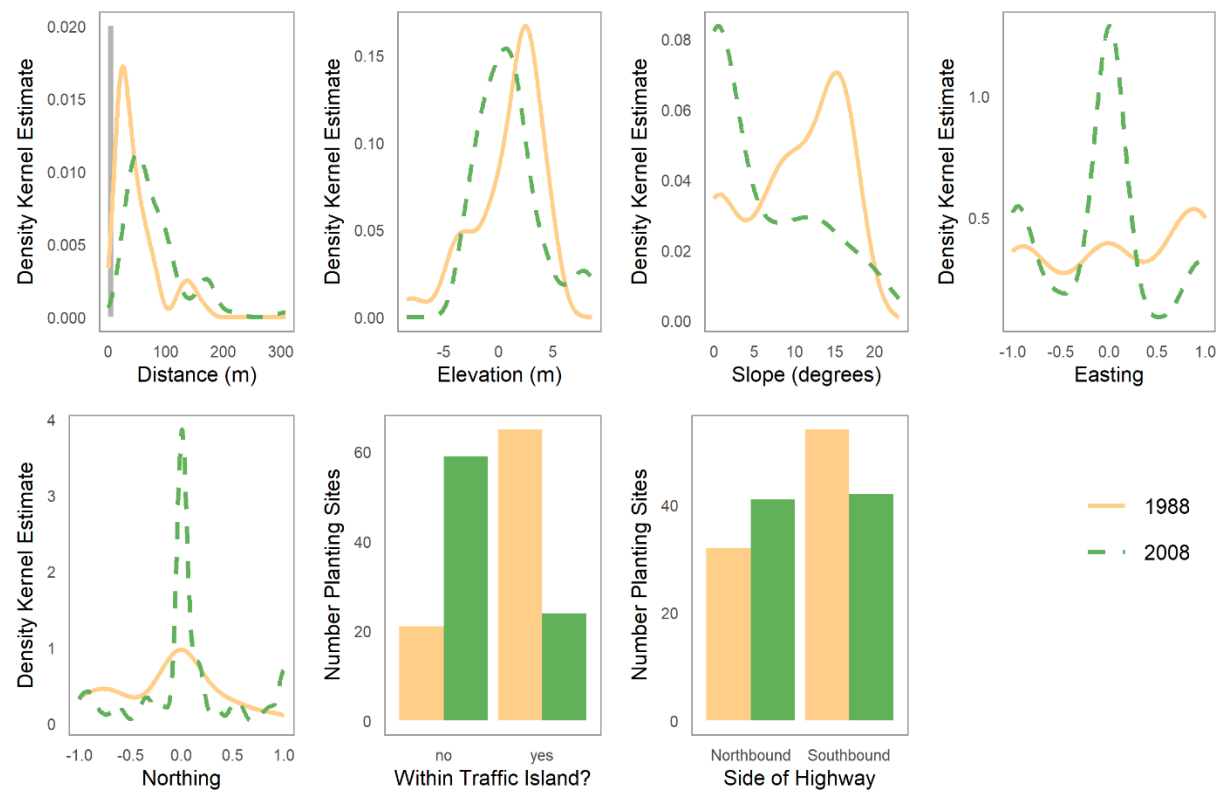 Density Kernel Estimate
0.020
0.015
0.010
0.005
0.000
0 100 200 300
Distance (m)
Density Kernel Estimate
0.15
0.10
0.05
0.00
-5 0 5
Elevation (m)
Density Kernel Estimate
0.08
0.06
0.04
0.02
0.00
0 5 10 15 20
Slope (degrees)
Density Kernel Estimate
1.0
0.5
-1.0 -0.5 0.0 0.5 1.0
Easting
Density Kernel Estimate
4
3
2
1
0
-1.0 -0.5 0.0 0.5 1.0
Northing
Number Planting Sites
60
40
20
0
no yes
Within Traffic Island?
Number Planting Sites
40
20
0
Northbound Southbound
Side of Highway
1988
2008